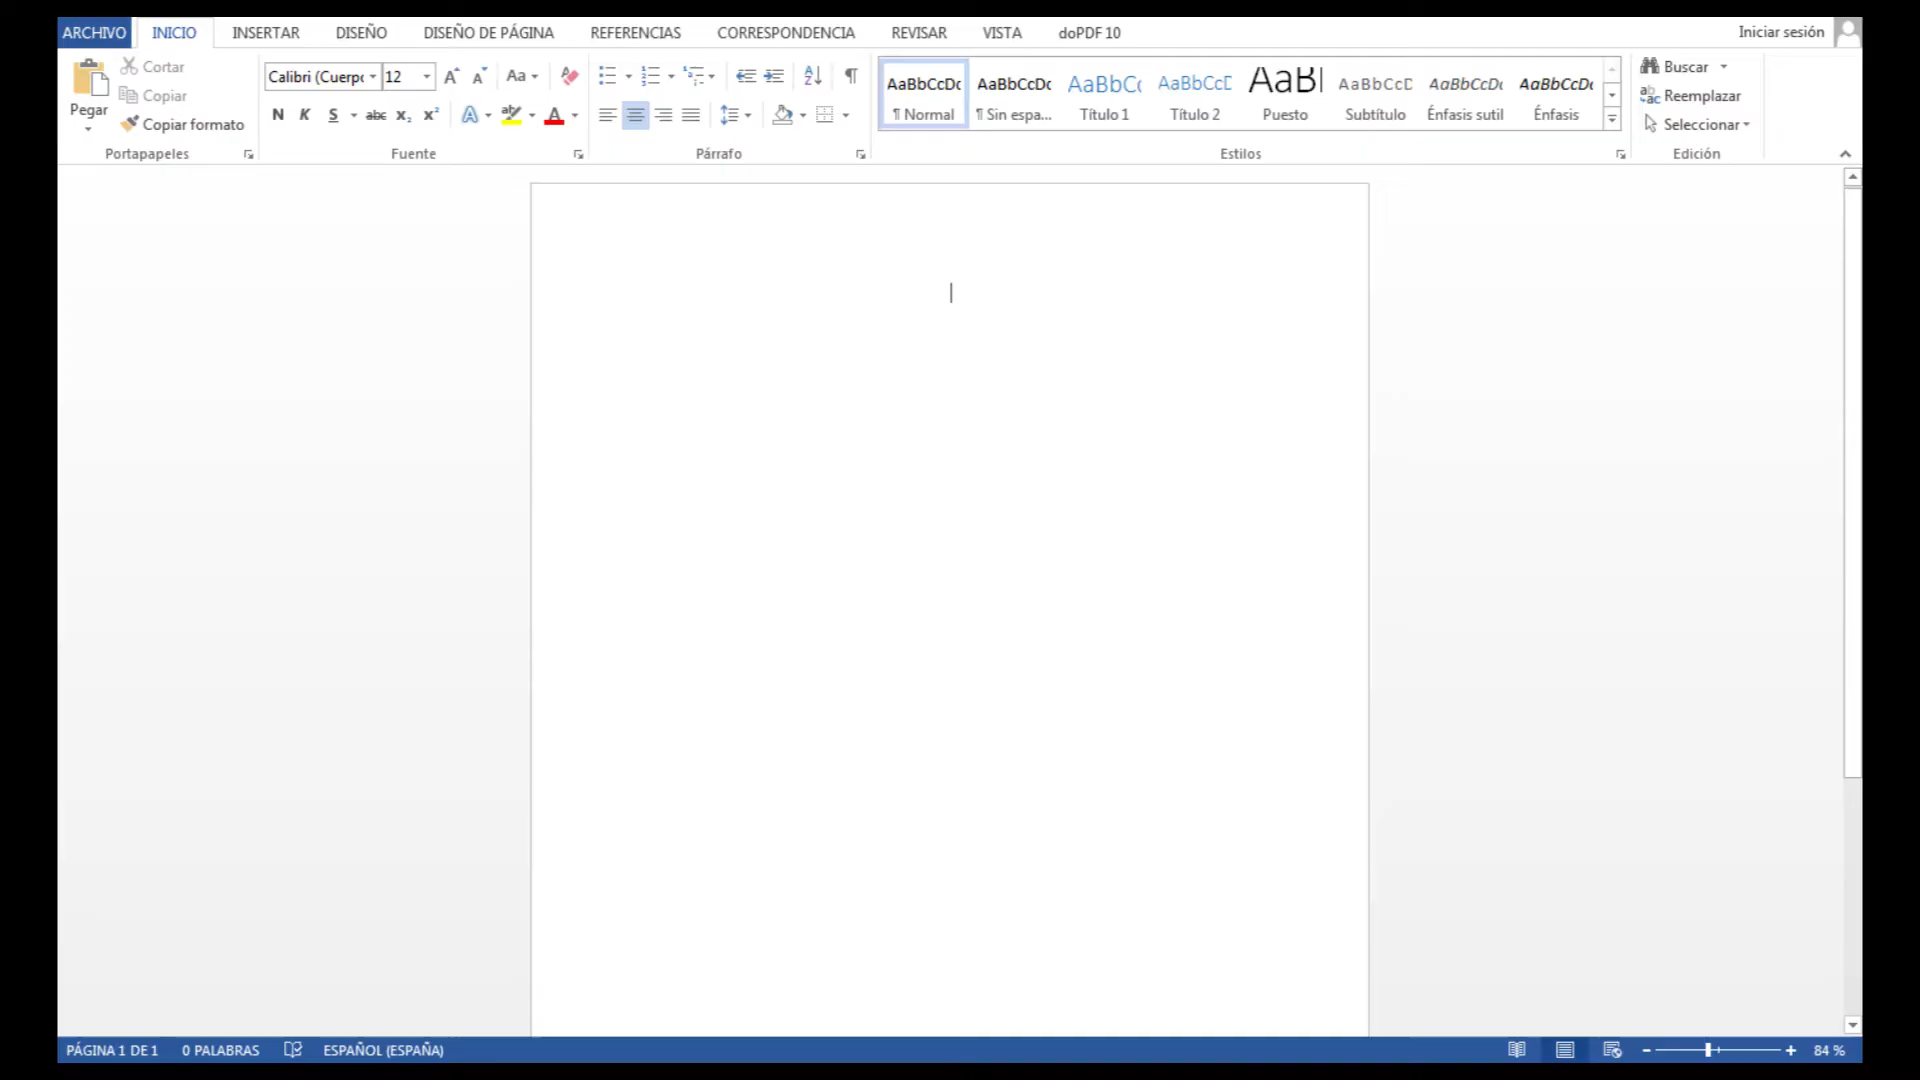 ARCHIVO INICIO INSERTAR DISEÑO DISEÑO DE PÁGINA REFERENCIAS CORRESPONDENCIA REVISAR VISTA doPDF 10 Iniciar sesión
Pegar
Cortar
Copiar
Copiar formato
Portapapeles
Calibri (Cuerpo 12
Aa
N K S abc x₂ x²
Fuente
Párrafo
AaBbCcDc AaBbCcDc AaBbCc AaBbCcD AaBl AaBbCcD AaBbCcDc AaBbCcDc
¶ Normal ¶ Sin espa... Título 1 Título 2 Puesto Subtítulo Énfasis sutil Énfasis
Estilos
Buscar
Reemplazar
Seleccionar
Edición
PÁGINA 1 DE 1 0 PALABRAS ESPAÑOL (ESPAÑA) 84 %